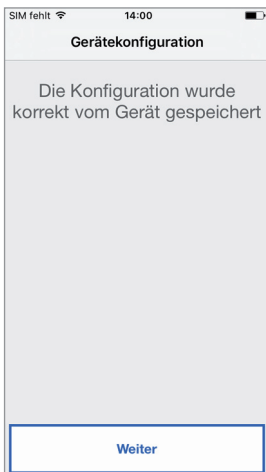 SIM fehlt 14:00
Gerätekonfiguration
Die Konfiguration wurde
korrekt vom Gerät gespeichert
Weiter